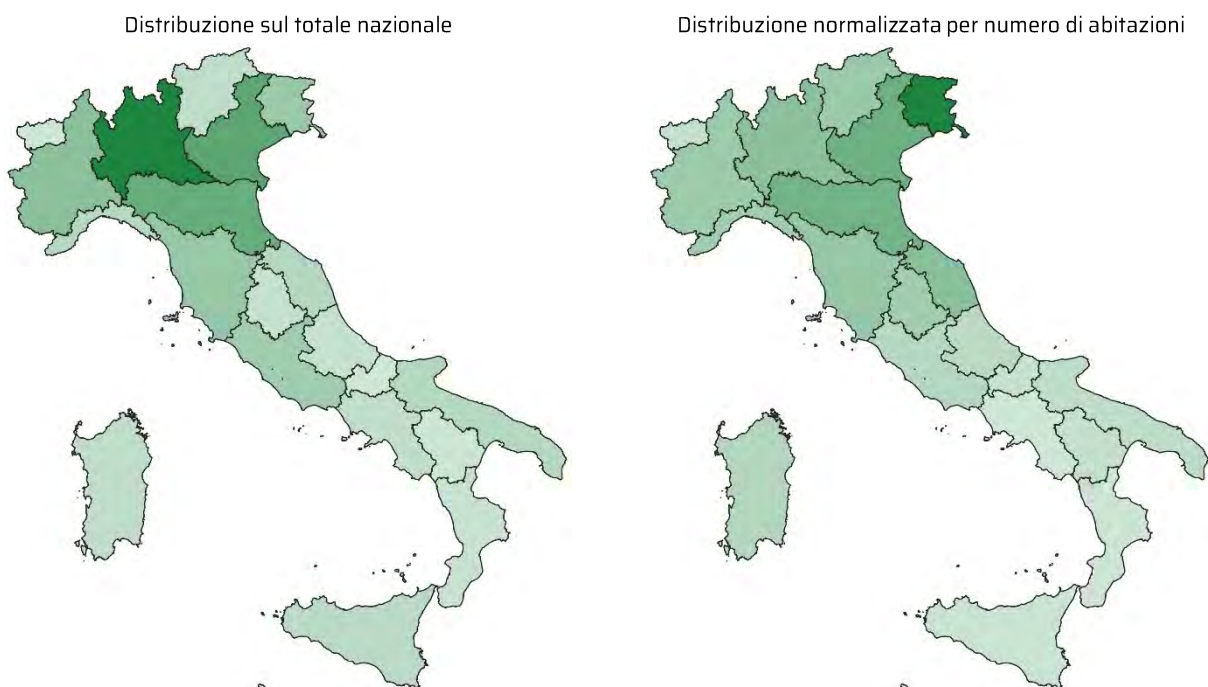 Distribuzione sul totale nazionale
Distribuzione normalizzata per numero di abitazioni